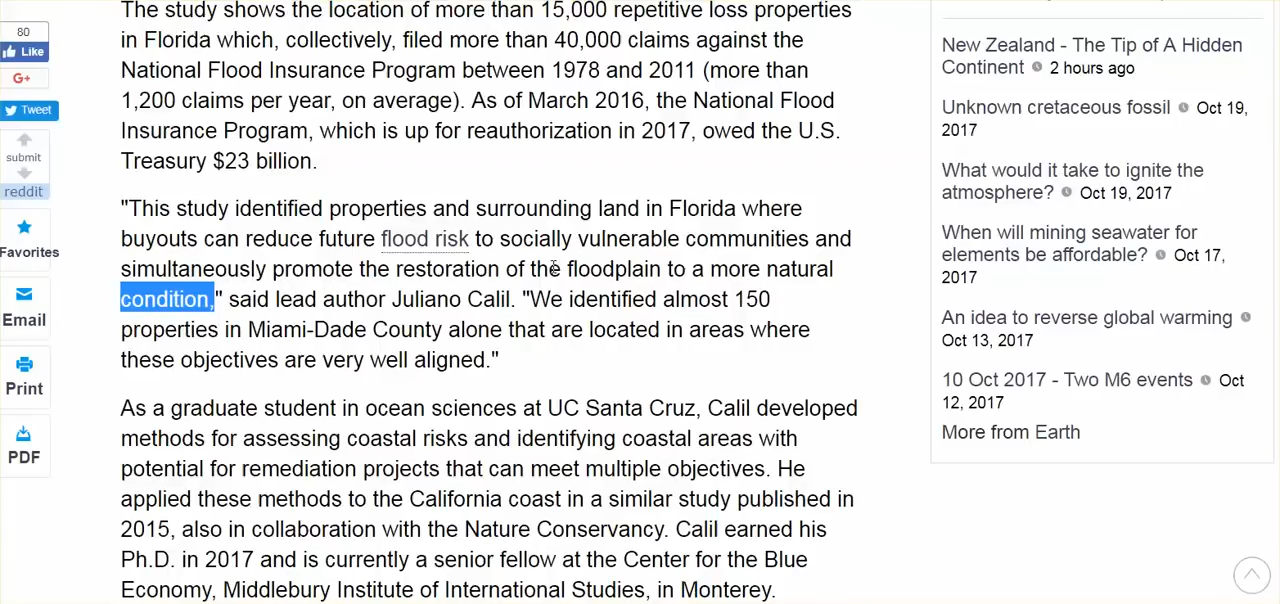 80
Like
G+
Tweet
submit
reddit
Favorites
Email
Print
PDF
The study shows the location of more than 15,000 repetitive loss properties
in Florida which, collectively, filed more than 40,000 claims against the
National Flood Insurance Program between 1978 and 2011 (more than
1,200 claims per year, on average). As of March 2016, the National Flood
Insurance Program, which is up for reauthorization in 2017, owed the U.S.
Treasury $23 billion.
"This study identified properties and surrounding land in Florida where
buyouts can reduce future flood risk to socially vulnerable communities and
simultaneously promote the restoration of the floodplain to a more natural
condition," said lead author Juliano Calil. "We identified almost 150
properties in Miami-Dade County alone that are located in areas where
these objectives are very well aligned."
As a graduate student in ocean sciences at UC Santa Cruz, Calil developed
methods for assessing coastal risks and identifying coastal areas with
potential for remediation projects that can meet multiple objectives. He
applied these methods to the California coast in a similar study published in
2015, also in collaboration with the Nature Conservancy. Calil earned his
Ph.D. in 2017 and is currently a senior fellow at the Center for the Blue
Economy, Middlebury Institute of International Studies, in Monterey.
New Zealand - The Tip of A Hidden
Continent 2 hours ago
Unknown cretaceous fossil Oct 19,
2017
What would it take to ignite the
atmosphere? Oct 19, 2017
When will mining seawater for
elements be affordable? Oct 17,
2017
An idea to reverse global warming
Oct 13, 2017
10 Oct 2017 - Two M6 events Oct
12, 2017
More from Earth